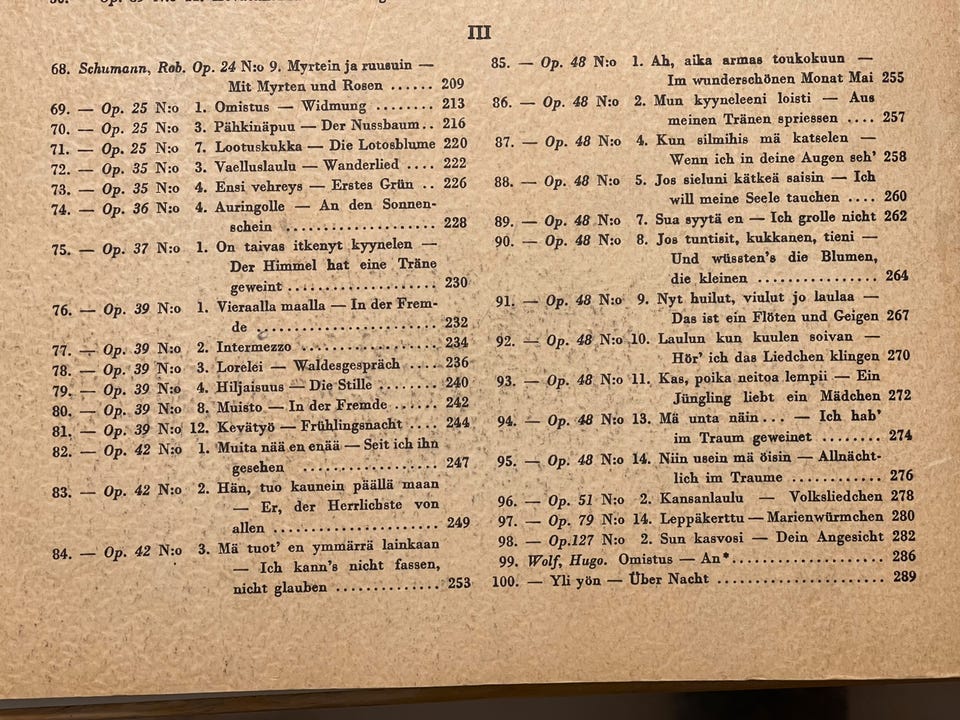 III
68. Schumann, Rob. Op. 24 N:o 9. Myrtein ja ruusuin —
Mit Myrten und Rosen ...... 209
69. — Op. 25 N:o 1. Omistus — Widmung ....... 213
70. — Op. 25 N:o 3. Pähkinäpuu — Der Nussbaum.. 216
71. — Op. 25 N:o 7. Lootuskukka — Die Lotosblume 220
72. — Op. 35 N:o 3. Vaelluslaulu — Wanderlied .... 222
73. — Op. 35 N:o 4. Ensi vehreys — Erstes Grün .. 226
74. — Op. 36 N:o 4. Auringolle — An den Sonnen-
schein .................. 228
75. — Op. 37 N:o 1. On taivas itkenyt kyynelen —
Der Himmel hat eine Träne
geweint .................. 230
76. — Op. 39 N:o 1. Vieraalla maalla — In der Frem-
de ...................... 232
77. — Op. 39 N:o 2. Intermezzo ................ 234
78. — Op. 39 N:o 3. Lorelei — Waldesgespräch .... 236
79. — Op. 39 N:o 4. Hiljaisuus — Die Stille ....... 240
80. — Op. 39 N:o 8. Muisto — In der Fremde ...... 242
81. — Op. 39 N:o 12. Kevätyö — Frühlingsnacht .... 244
82. — Op. 42 N:o 1. Muita nää en enää — Seit ich ihn
gesehen ................ 247
83. — Op. 42 N:o 2. Hän, tuo kaunein päällä maan
— Er, der Herrlichste von
allen .................... 249
84. — Op. 42 N:o 3. Mä tuot' en ymmärrä lainkaan
— Ich kann's nicht fassen,
nicht glauben ............. 253
85. — Op. 48 N:o 1. Ah, aika armas toukokuun —
Im wunderschönen Monat Mai 255
86. — Op. 48 N:o 2. Mun kyyneleeni loisti — Aus
meinen Tränen spriessen .... 257
87. — Op. 48 N:o 4. Kun silmihis mä katselen —
Wenn ich in deine Augen seh' 258
88. — Op. 48 N:o 5. Jos sieluni kätkeä saisin — Ich
will meine Seele tauchen .... 260
89. — Op. 48 N:o 7. Sua syytä en — Ich grolle nicht 262
90. — Op. 48 N:o 8. Jos tuntisit, kukkanen, tieni —
Und wüssten's die Blumen,
die kleinen ............... 264
91. — Op. 48 N:o 9. Nyt huilut, viulut jo laulaa —
Das ist ein Flöten und Geigen 267
92. — Op. 48 N:o 10. Laulun kun kuulen soivan —
Hör' ich das Liedchen klingen 270
93. — Op. 48 N:o 11. Kas, poika neitoa lempii — Ein
Jüngling liebt ein Mädchen 272
94. — Op. 48 N:o 13. Mä unta näin... — Ich hab'
im Traum geweinet ........ 274
95. — Op. 48 N:o 14. Niin usein mä öisin — Allnächt-
lich im Traume ........... 276
96. — Op. 51 N:o 2. Kansanlaulu — Volksliedchen 278
97. — Op. 79 N:o 14. Leppäkerttu — Marienwürmchen 280
98. — Op.127 N:o 2. Sun kasvosi — Dein Angesicht 282
99. Wolf, Hugo. Omistus — An*..................... 286
100. — Yli yön — Über Nacht ..................... 289